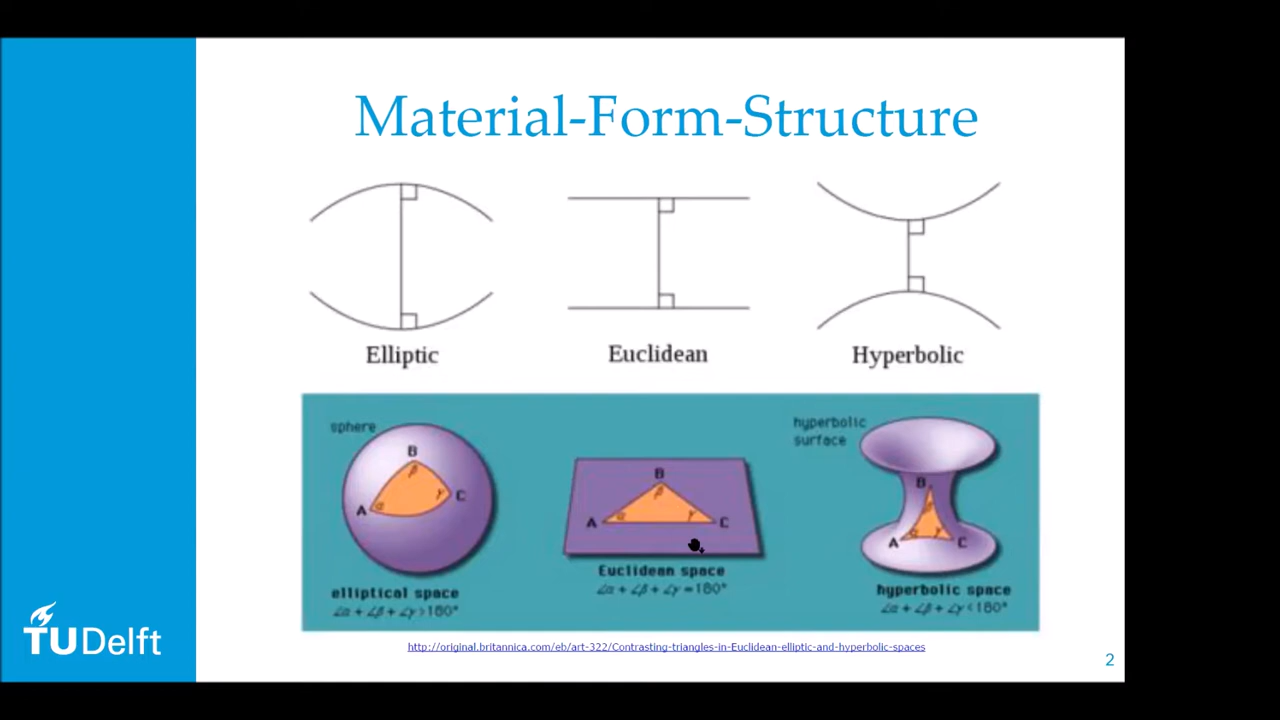 Material-Form-Structure
Elliptic
Euclidean
Hyperbolic
sphere
B
β
A
α
γ
C
elliptical space
∠α + ∠β + ∠γ > 180°
B
β
A
α
γ
C
Euclidean space
∠α + ∠β + ∠γ = 180°
hyperbolic
surface
B
β
A
α
γ
C
hyperbolic space
∠α + ∠β + ∠γ < 180°
http://original.britannica.com/eb/art-322/Contrasting-triangles-in-Euclidean-elliptic-and-hyperbolic-spaces
TUDelft
2